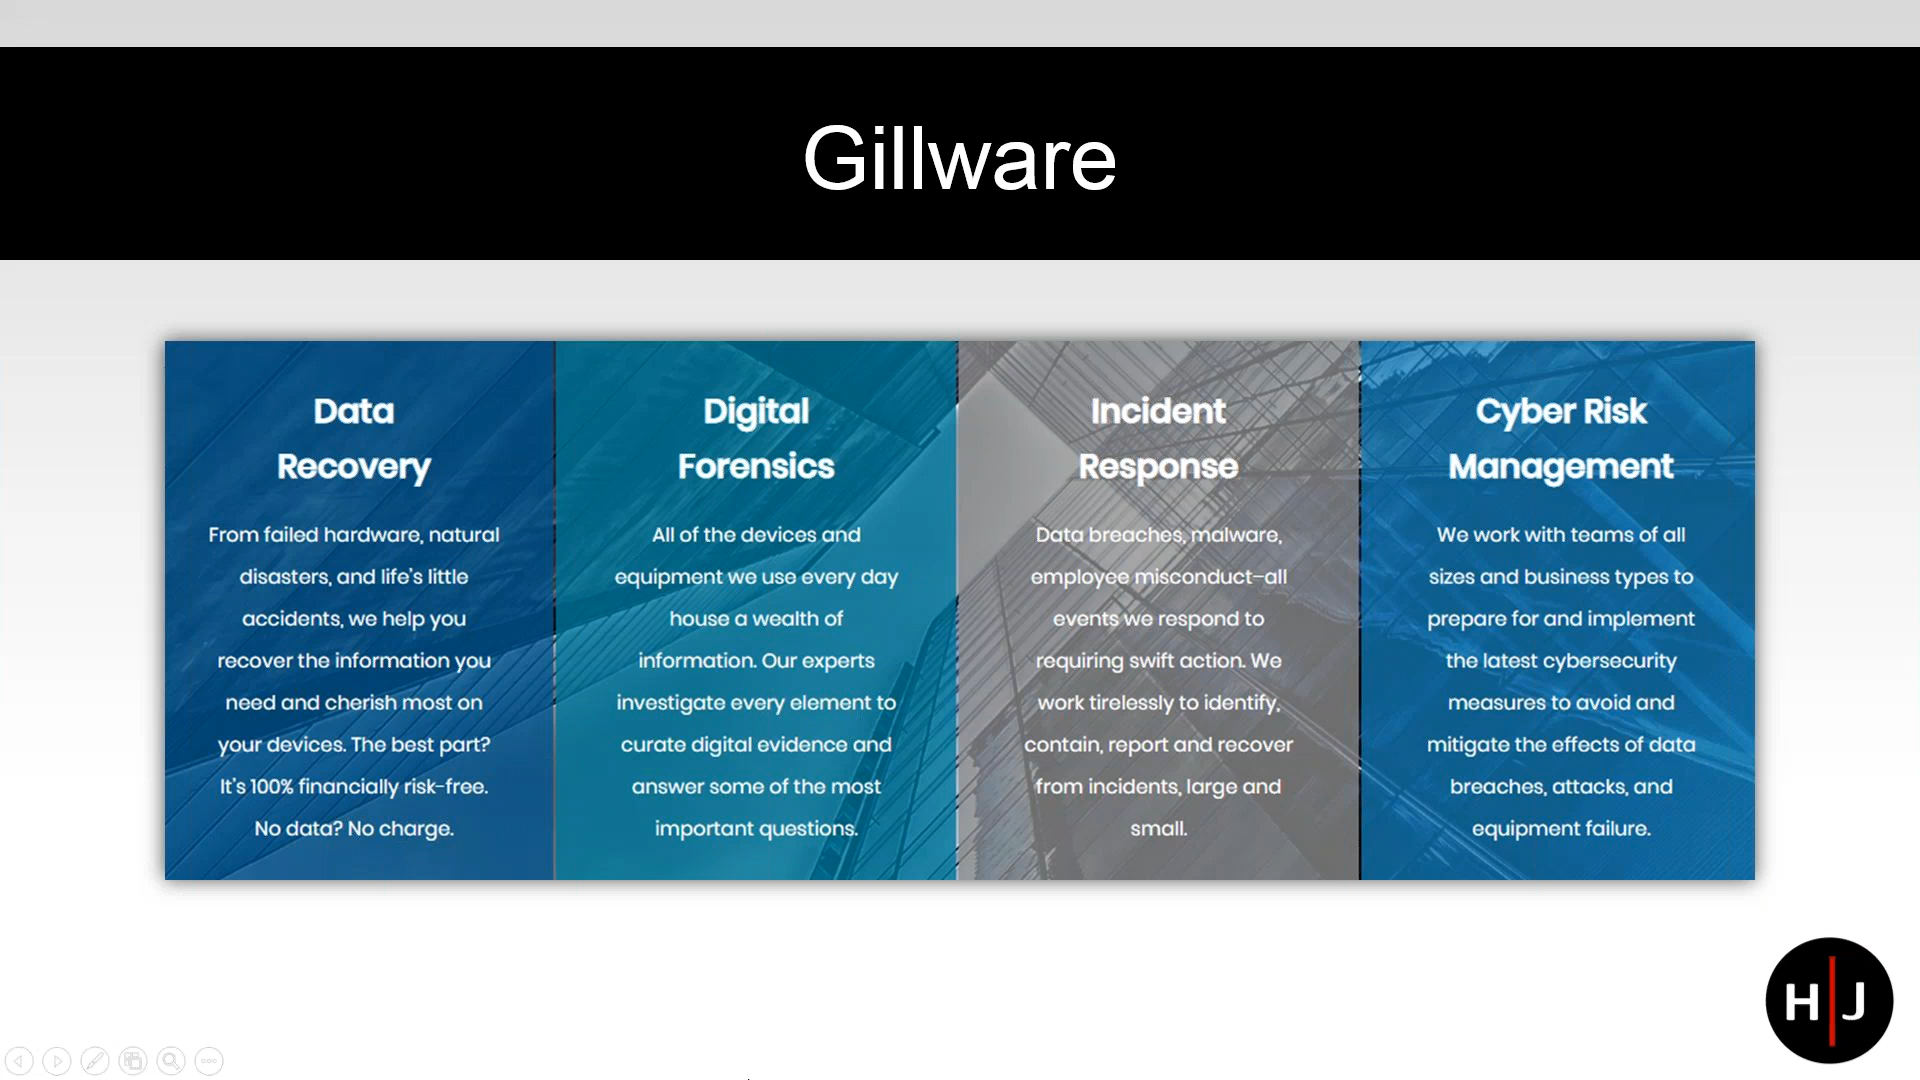 Gillware
Data
Recovery
From failed hardware, natural
disasters, and life's little
accidents, we help you
recover the information you
need and cherish most on
your devices. The best part?
It's 100% financially risk-free.
No data? No charge.
Digital
Forensics
All of the devices and
equipment we use every day
house a wealth of
information. Our experts
investigate every element to
curate digital evidence and
answer some of the most
important questions.
Incident
Response
Data breaches, malware,
employee misconduct–all
events we respond to
requiring swift action. We
work tirelessly to identify,
contain, report and recover
from incidents, large and
small.
Cyber Risk
Management
We work with teams of all
sizes and business types to
prepare for and implement
the latest cybersecurity
measures to avoid and
mitigate the effects of data
breaches, attacks, and
equipment failure.
H|J